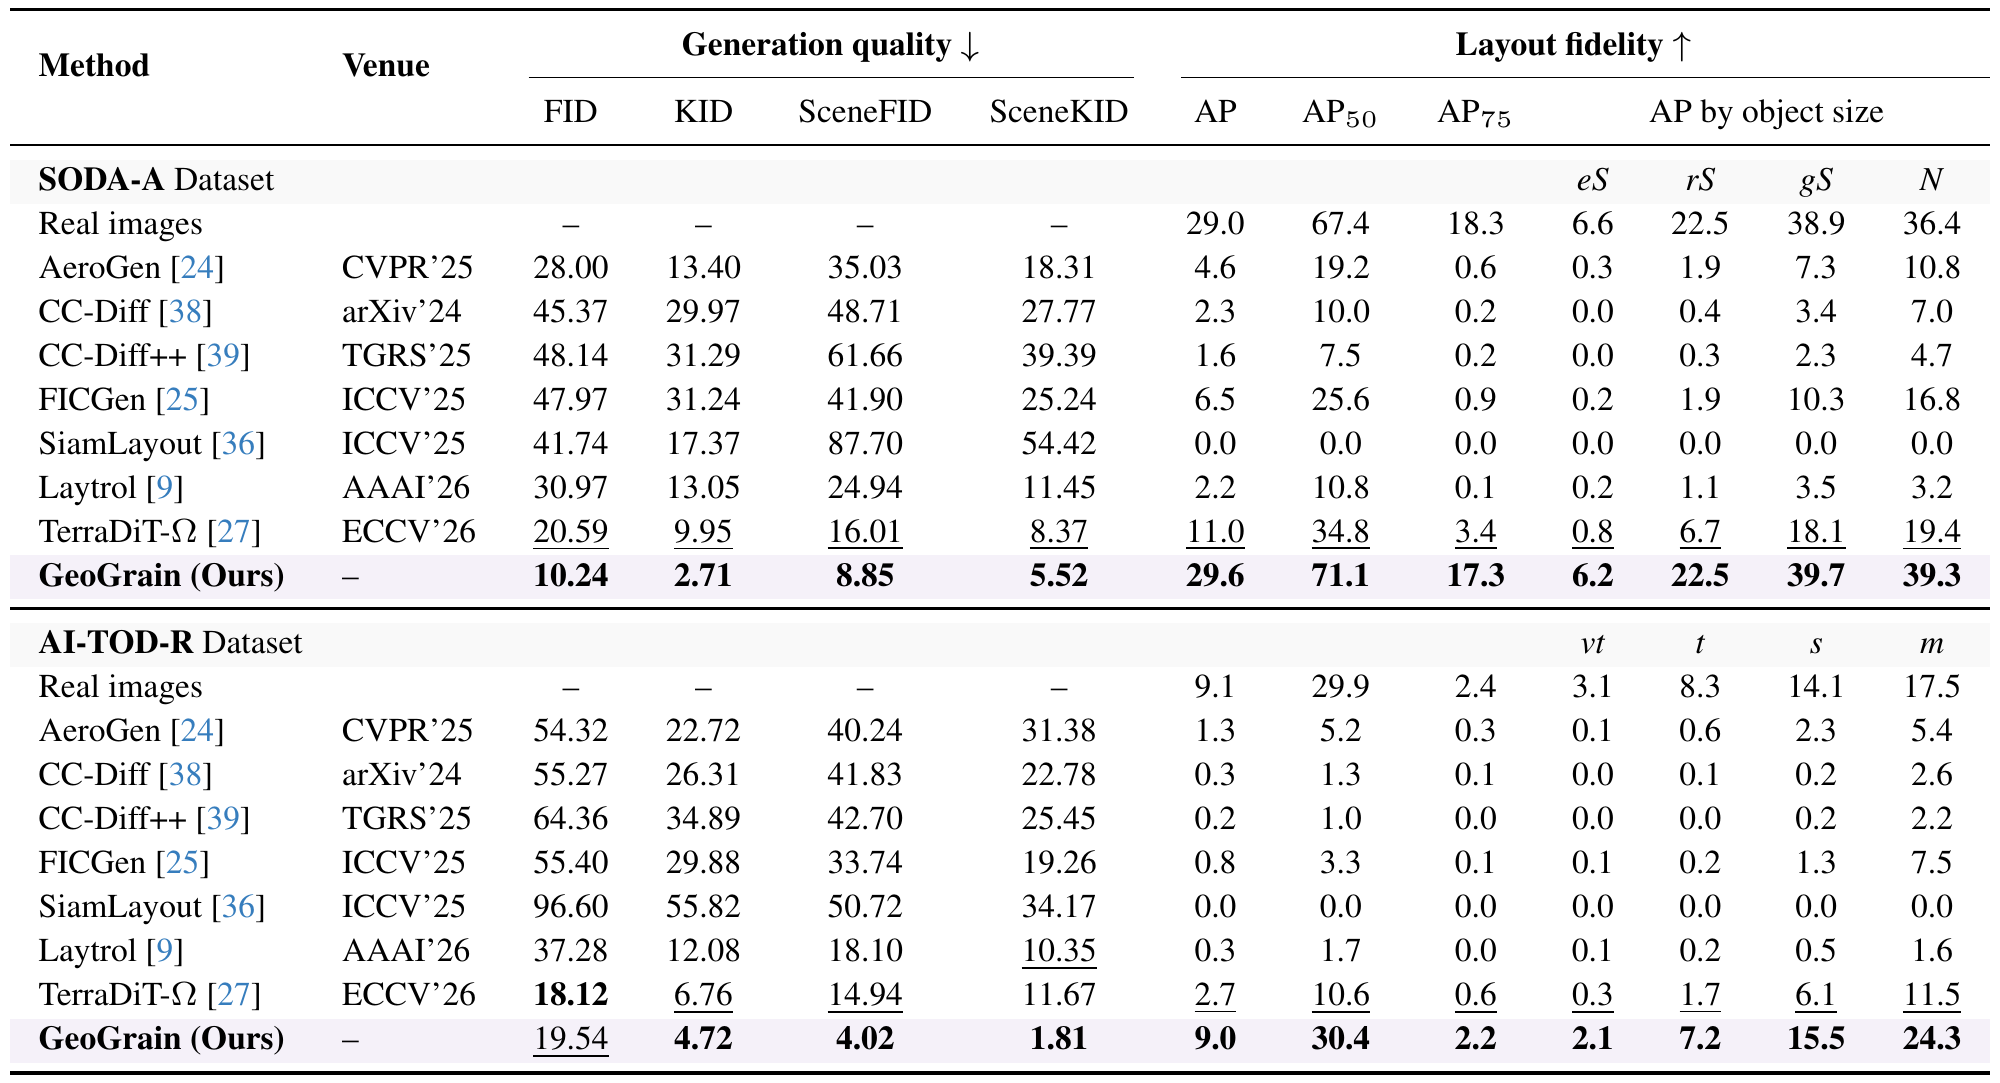 Method Venue Generation quality ↓ Layout fidelity ↑
FID KID SceneFID SceneKID AP AP50 AP75 AP by object size
SODA-A Dataset eS rS gS N
Real images – – – – 29.0 67.4 18.3 6.6 22.5 38.9 36.4
AeroGen [24] CVPR’25 28.00 13.40 35.03 18.31 4.6 19.2 0.6 0.3 1.9 7.3 10.8
CC-Diff [38] arXiv’24 45.37 29.97 48.71 27.77 2.3 10.0 0.2 0.0 0.4 3.4 7.0
CC-Diff++ [39] TGRS’25 48.14 31.29 61.66 39.39 1.6 7.5 0.2 0.0 0.3 2.3 4.7
FICGen [25] ICCV’25 47.97 31.24 41.90 25.24 6.5 25.6 0.9 0.2 1.9 10.3 16.8
SiamLayout [36] ICCV’25 41.74 17.37 87.70 54.42 0.0 0.0 0.0 0.0 0.0 0.0 0.0
Laytrol [9] AAAI’26 30.97 13.05 24.94 11.45 2.2 10.8 0.1 0.2 1.1 3.5 3.2
TerraDiT-Ω [27] ECCV’26 20.59 9.95 16.01 8.37 11.0 34.8 3.4 0.8 6.7 18.1 19.4
GeoGrain (Ours) – 10.24 2.71 8.85 5.52 29.6 71.1 17.3 6.2 22.5 39.7 39.3
AI-TOD-R Dataset vt t s m
Real images – – – – 9.1 29.9 2.4 3.1 8.3 14.1 17.5
AeroGen [24] CVPR’25 54.32 22.72 40.24 31.38 1.3 5.2 0.3 0.1 0.6 2.3 5.4
CC-Diff [38] arXiv’24 55.27 26.31 41.83 22.78 0.3 1.3 0.1 0.0 0.1 0.2 2.6
CC-Diff++ [39] TGRS’25 64.36 34.89 42.70 25.45 0.2 1.0 0.0 0.0 0.0 0.2 2.2
FICGen [25] ICCV’25 55.40 29.88 33.74 19.26 0.8 3.3 0.1 0.1 0.2 1.3 7.5
SiamLayout [36] ICCV’25 96.60 55.82 50.72 34.17 0.0 0.0 0.0 0.0 0.0 0.0 0.0
Laytrol [9] AAAI’26 37.28 12.08 18.10 10.35 0.3 1.7 0.0 0.1 0.2 0.5 1.6
TerraDiT-Ω [27] ECCV’26 18.12 6.76 14.94 11.67 2.7 10.6 0.6 0.3 1.7 6.1 11.5
GeoGrain (Ours) – 19.54 4.72 4.02 1.81 9.0 30.4 2.2 2.1 7.2 15.5 24.3